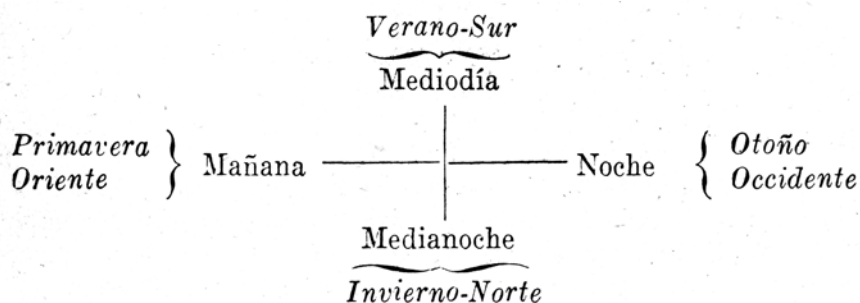 Verano-Sur
Mediodía
Primavera
Oriente
Mañana
Noche
Otoño
Occidente
Medianoche
Invierno-Norte